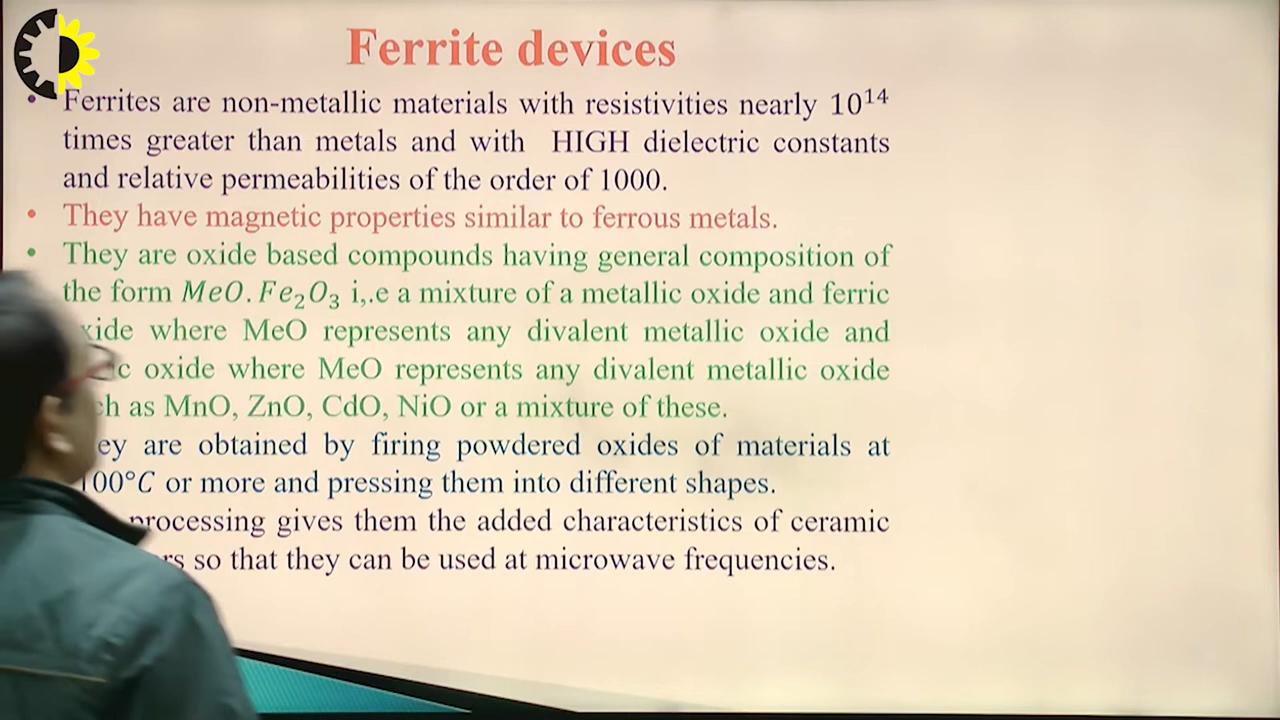 Ferrite devices
• Ferrites are non-metallic materials with resistivities nearly 10¹⁴
times greater than metals and with HIGH dielectric constants
and relative permeabilities of the order of 1000.
• They have magnetic properties similar to ferrous metals.
• They are oxide based compounds having general composition of
the form MeO.Fe₂O₃ i,.e a mixture of a metallic oxide and ferric
oxide where MeO represents any divalent metallic oxide and
oxide where MeO represents any divalent metallic oxide
as MnO, ZnO, CdO, NiO or a mixture of these.
are obtained by firing powdered oxides of materials at
or more and pressing them into different shapes.
processing gives them the added characteristics of ceramic
so that they can be used at microwave frequencies.